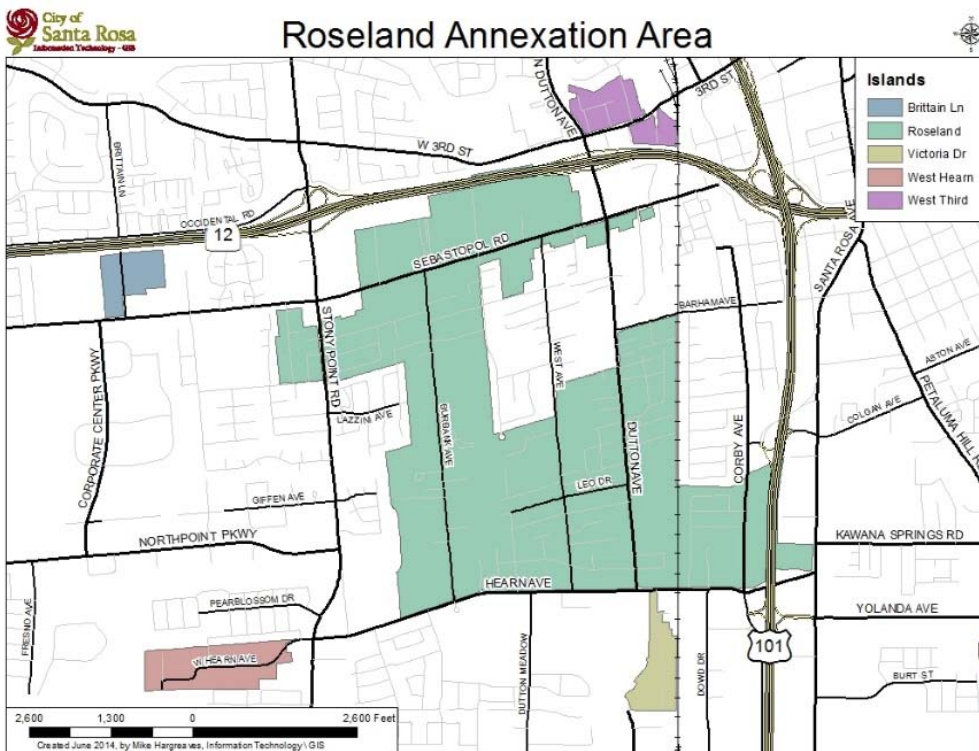 City of
Santa Rosa
Information Technology - GIS
Roseland Annexation Area
Islands
Brittain Ln
Roseland
Victoria Dr
West Hearn
West Third
N DUTTON AVE
3RD ST
W 3RD ST
BRITTAIN LN
OCCIDENTAL RD
12
SEBASTOPOL RD
SANTA ROSA AVE
BARHAM AVE
STONY POINT RD
CORPORATE CENTER PKWY
WEST AVE
ASTON AVE
PETALUMA HILL R
COLGAN AVE
LAZZINI AVE
BURBANK AVE
DUTTON AVE
CORBY AVE
LEO DR
GIFFEN AVE
NORTHPOINT PKWY
KAWANA SPRINGS RD
HEARN AVE
FRESNO AVE
PEARBLOSSOM DR
YOLANDA AVE
W HEARN AVE
DUTTON MEADOW
DOWD DR
101
BURT ST
2,600 1,300 0 2,600 Feet
Created June 2014, by Mike Hargreaves, Information Technology \ GIS